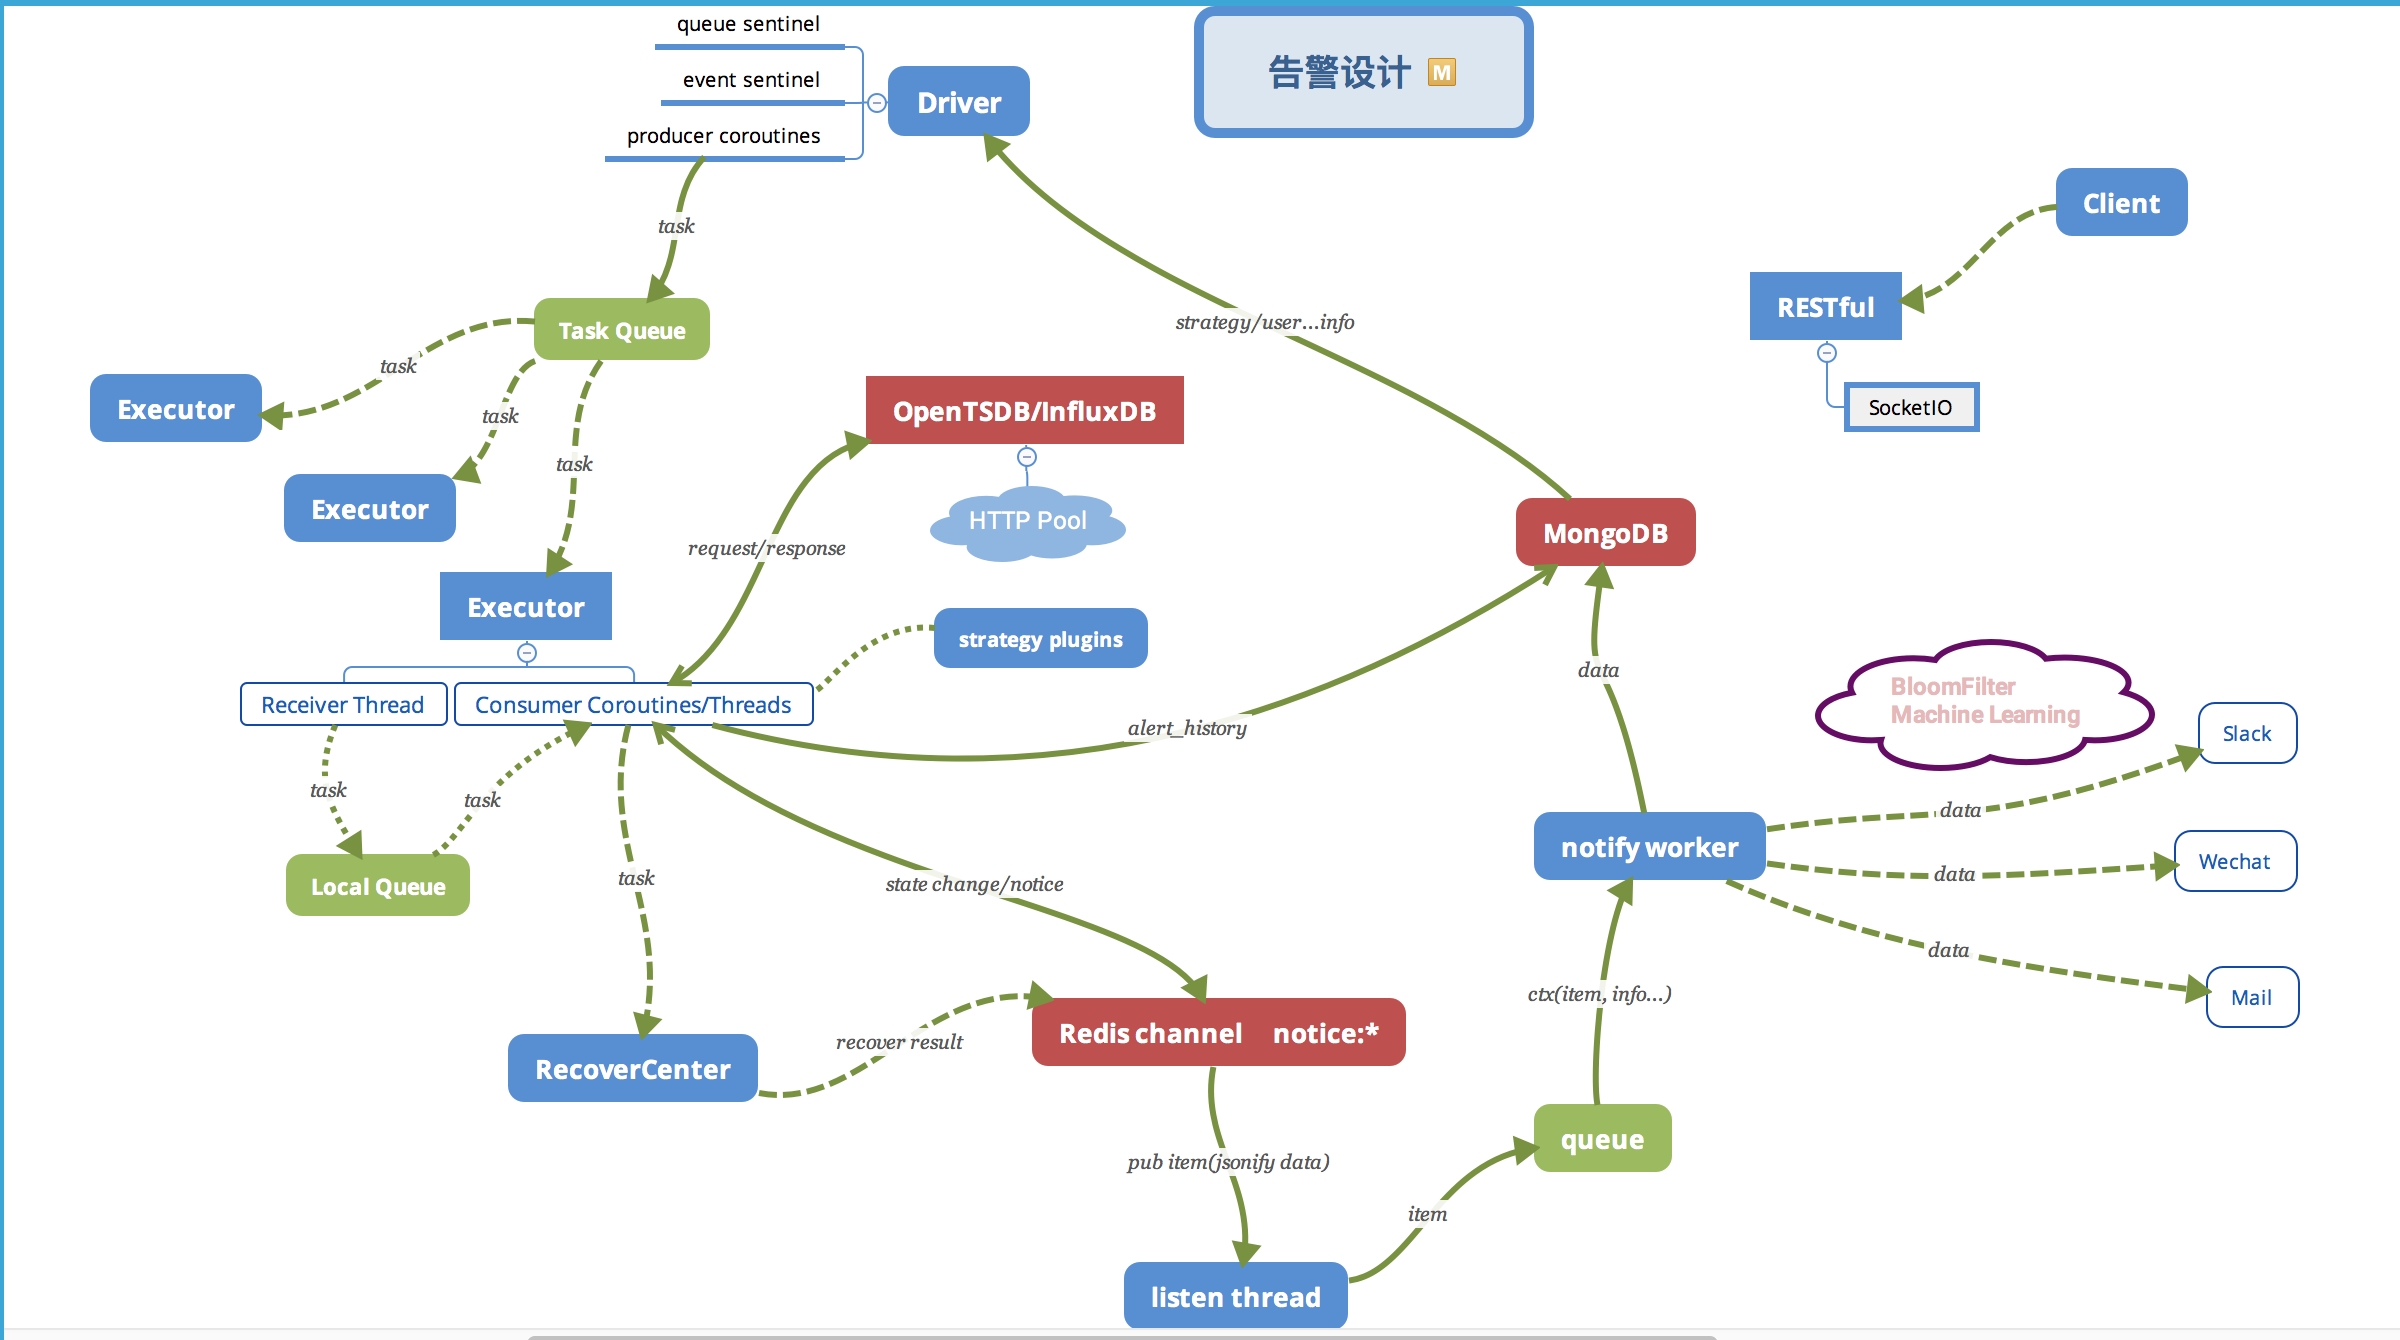 queue sentinel
event sentinel
producer coroutines
Driver
告警设计 M
Client
RESTful
SocketIO
task
Task Queue
strategy/user...info
task
task
task
Executor
Executor
Executor
OpenTSDB/InfluxDB
HTTP Pool
request/response
MongoDB
strategy plugins
Receiver Thread
Consumer Coroutines/Threads
alert_history
data
BloomFilter
Machine Learning
Slack
task
task
Local Queue
task
state change/notice
notify worker
data
data
data
Wechat
Mail
ctx(item, info...)
RecoverCenter
recover result
Redis channel notice:*
pub item(jsonify data)
queue
item
listen thread